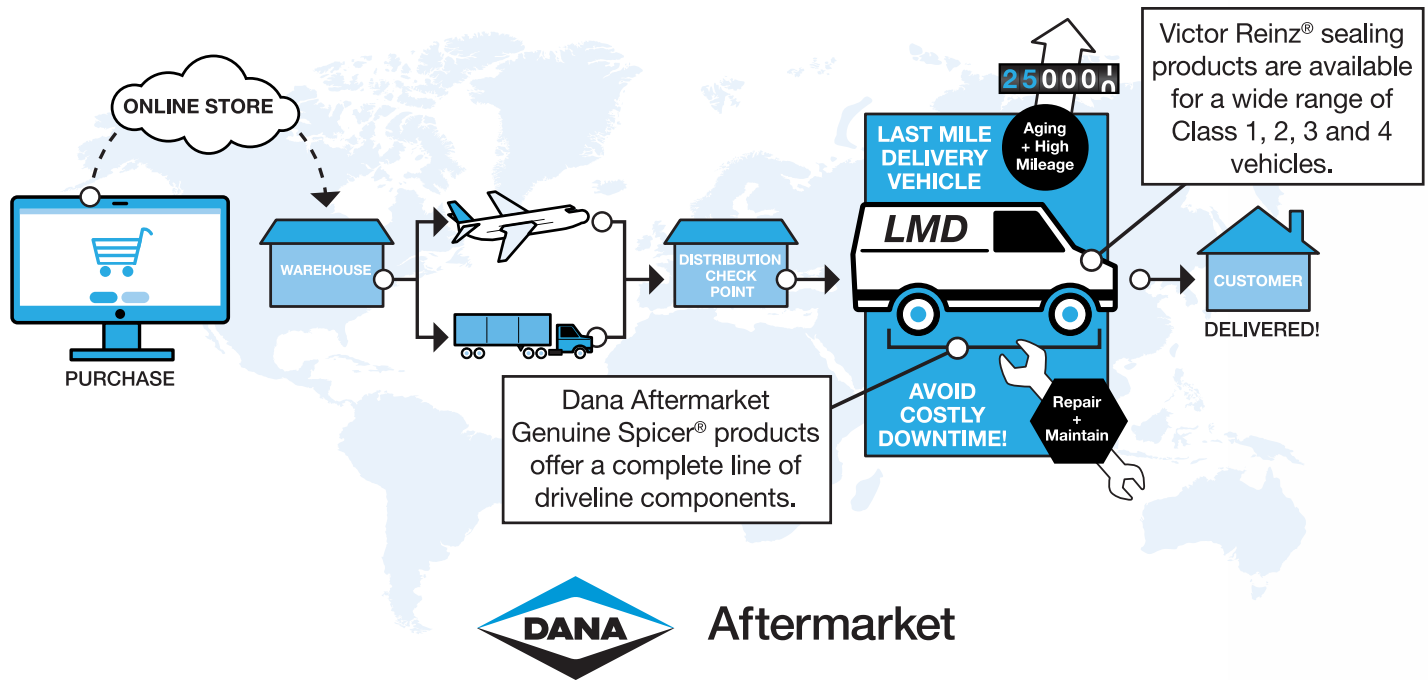 ONLINE STORE
PURCHASE
WAREHOUSE
DISTRIBUTION
CHECK
POINT
LAST MILE
DELIVERY
VEHICLE
25000
Aging
+ High
Mileage
LMD
Victor Reinz® sealing
products are available
for a wide range of
Class 1, 2, 3 and 4
vehicles.
CUSTOMER
DELIVERED!
Dana Aftermarket
Genuine Spicer® products
offer a complete line of
driveline components.
AVOID
COSTLY
DOWNTIME!
Repair
+
Maintain
DANA
Aftermarket